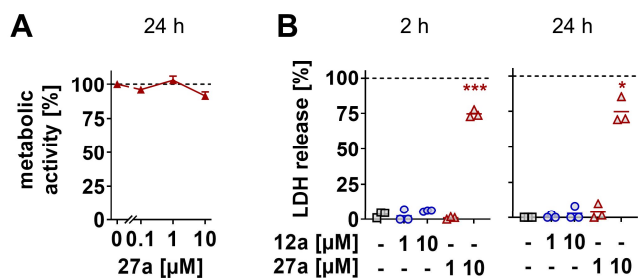 A 24 h B 2 h 24 h
metabolic
activity [%]
100
75
50
25
0
0 0.1 1 10
27a [µM]
LDH release [%]
100
75
50
25
0
*** *
12a [µM] - 1 10 - - - 1 10 - -
27a [µM] - - - 1 10 - - - 1 10